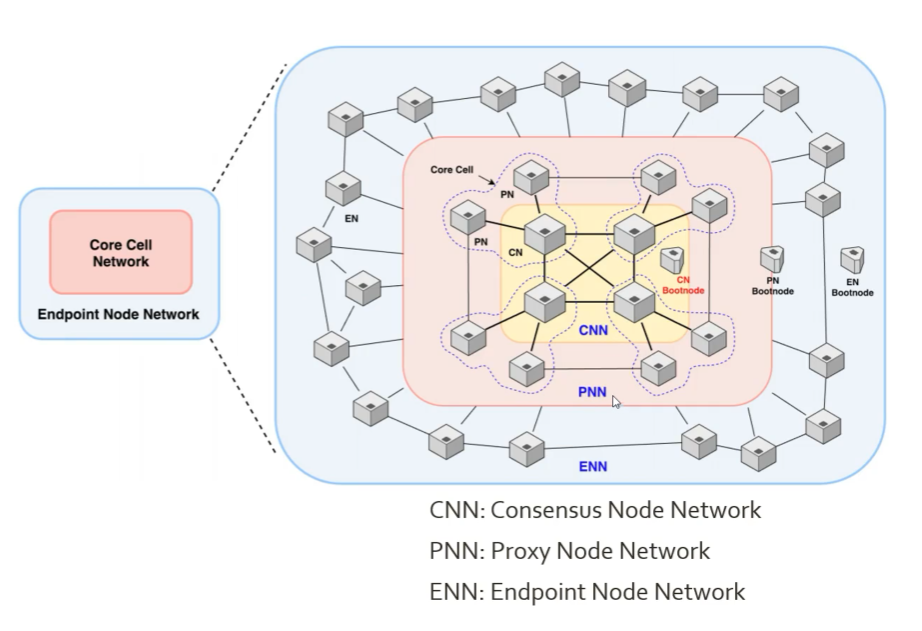 Core Cell
Network
Endpoint Node Network
Core Cell
PN
EN
PN
CN
CN
Bootnode
PN
Bootnode
EN
Bootnode
CNN
PNN
ENN
CNN: Consensus Node Network
PNN: Proxy Node Network
ENN: Endpoint Node Network